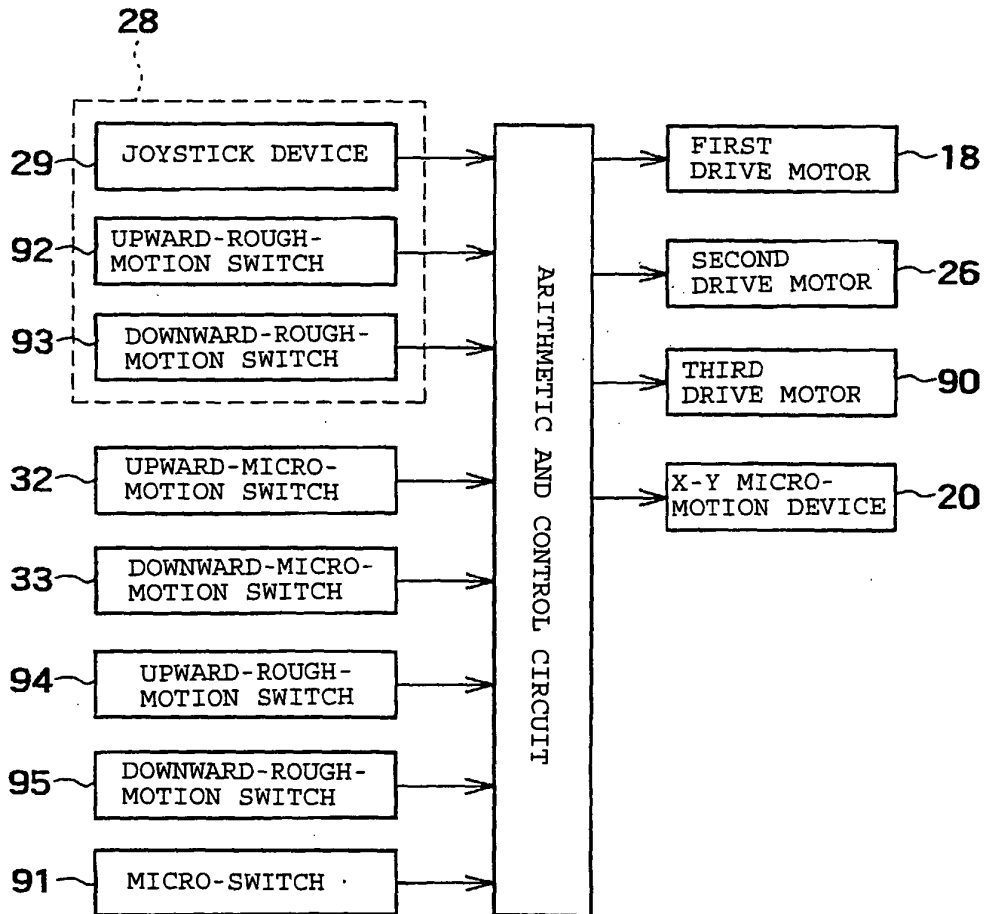 28
29
JOYSTICK DEVICE
92
UPWARD-ROUGH-
MOTION SWITCH
93
DOWNWARD-ROUGH-
MOTION SWITCH
32
UPWARD-MICRO-
MOTION SWITCH
33
DOWNWARD-MICRO-
MOTION SWITCH
94
UPWARD-ROUGH-
MOTION SWITCH
95
DOWNWARD-ROUGH-
MOTION SWITCH
91
MICRO-SWITCH
ARITHMETIC AND CONTROL CIRCUIT
FIRST
DRIVE MOTOR
18
SECOND
DRIVE MOTOR
26
THIRD
DRIVE MOTOR
90
X-Y MICRO-
MOTION DEVICE
20